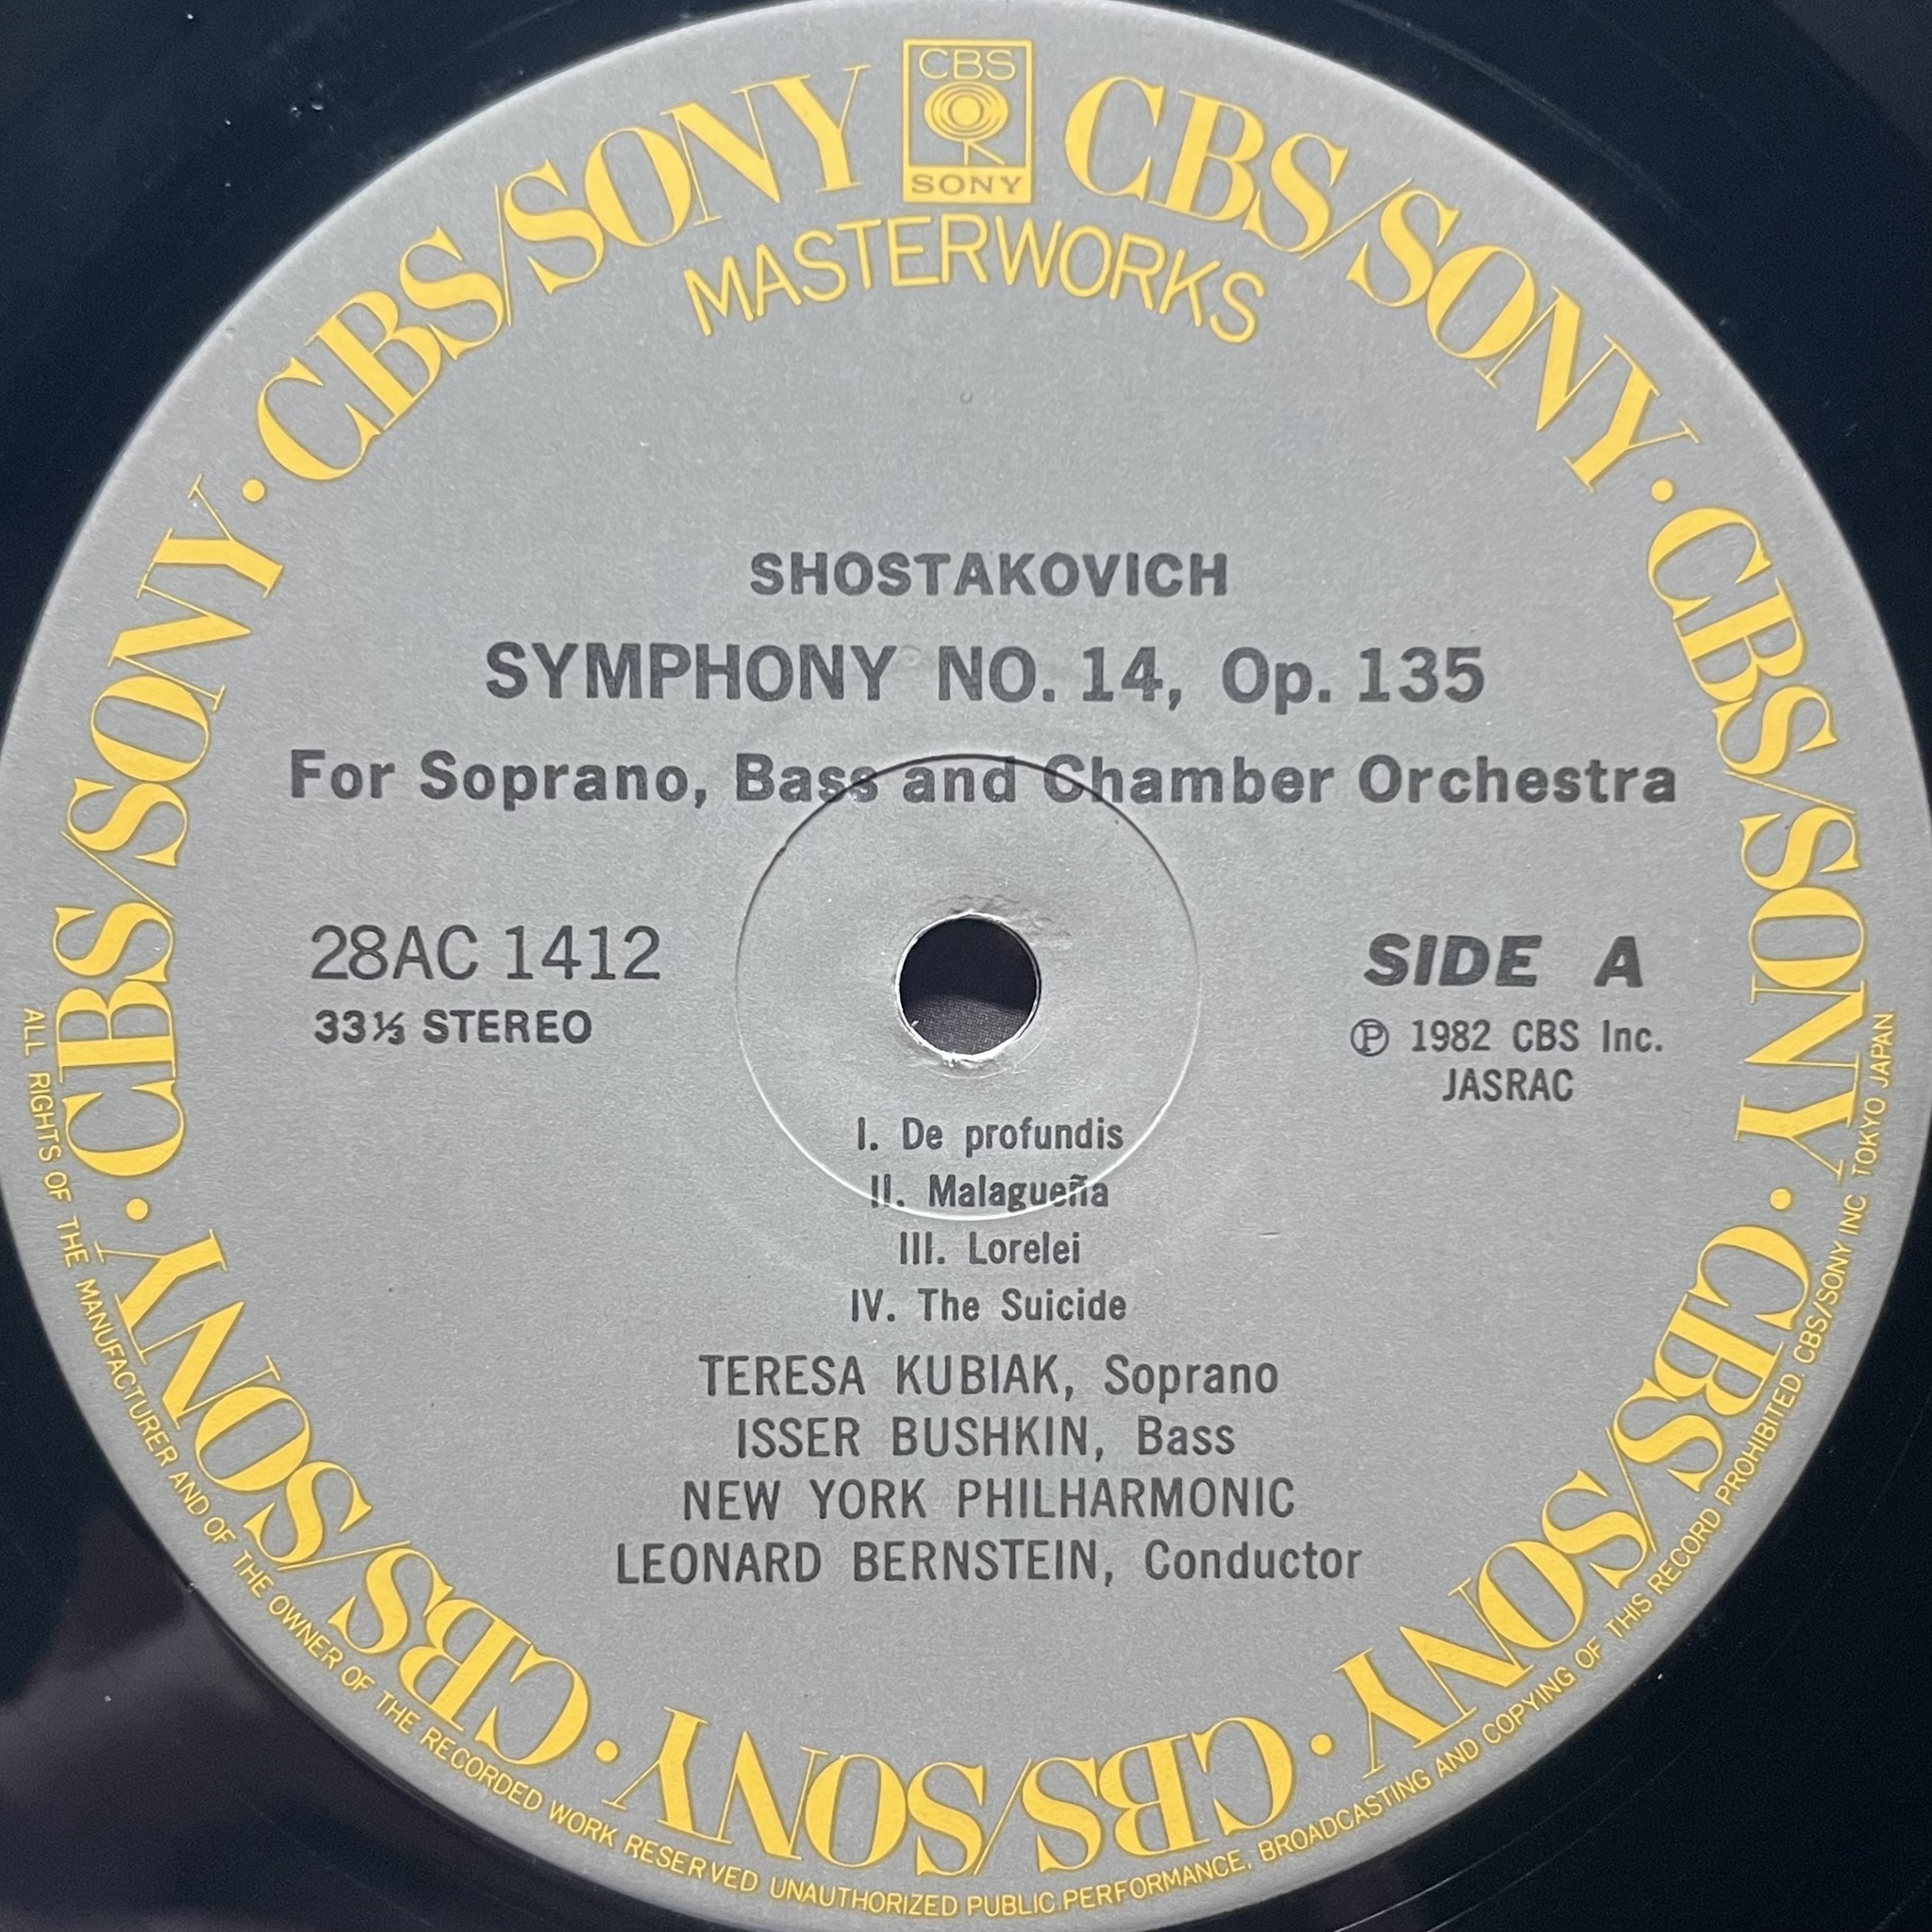 CBS
SONY
CBS/SONY · CBS/SONY · CBS/SONY · CBS/SONY · CBS/SONY · CBS/SONY · CBS/SONY
MASTERWORKS
SHOSTAKOVICH
SYMPHONY NO. 14, Op. 135
For Soprano, Bass and Chamber Orchestra
28AC 1412
33⅓ STEREO
SIDE A
Ⓟ 1982 CBS Inc.
JASRAC
I. De profundis
II. Malagueña
III. Lorelei
IV. The Suicide
TERESA KUBIAK, Soprano
ISSER BUSHKIN, Bass
NEW YORK PHILHARMONIC
LEONARD BERNSTEIN, Conductor
ALL RIGHTS OF THE MANUFACTURER AND OF THE OWNER OF THE RECORDED WORK RESERVED UNAUTHORIZED PUBLIC PERFORMANCE, BROADCASTING AND COPYING OF THIS RECORD PROHIBITED. CBS/SONY INC TOKYO JAPAN